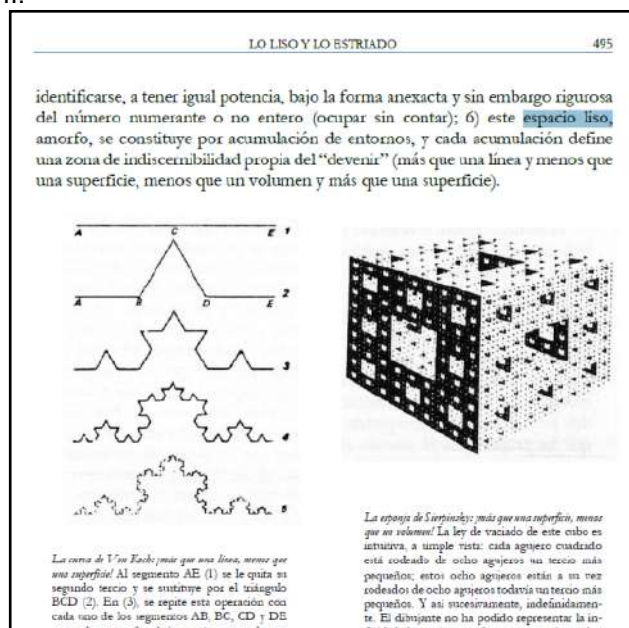 LO LISO Y LO ESTRIADO 495
identificarse, a tener igual potencia, bajo la forma anexacta y sin embargo rigurosa
del número numerante o no entero (ocupar sin contar); 6) este espacio liso,
amorfo, se constituye por acumulación de entornos, y cada acumulación define
una zona de indiscernibilidad propia del "devenir" (más que una línea y menos que
una superficie, menos que un volumen y más que una superficie).
A C E 1
A B D E 2
3
4
5
La curva de Von Koch: ¡más que una línea, menos que
una superficie! Al segmento AE (1) se le quita su
segundo tercio y se sustituye por el triángulo
BCD (2). En (3), se repite esta operación con
cada uno de los segmentos AB, BC, CD y DE
La esponja de Sierpinsky: ¡más que una superficie, menos
que un volumen! La ley de vaciado de este cubo es
intuitiva, a simple vista: cada agujero cuadrado
está rodeado de ocho agujeros un tercio más
pequeños; estos ocho agujeros están a su vez
rodeados de ocho agujeros todavía un tercio más
pequeños. Y así sucesivamente, indefinidamen-
te. El dibujante no ha podido representar la in-